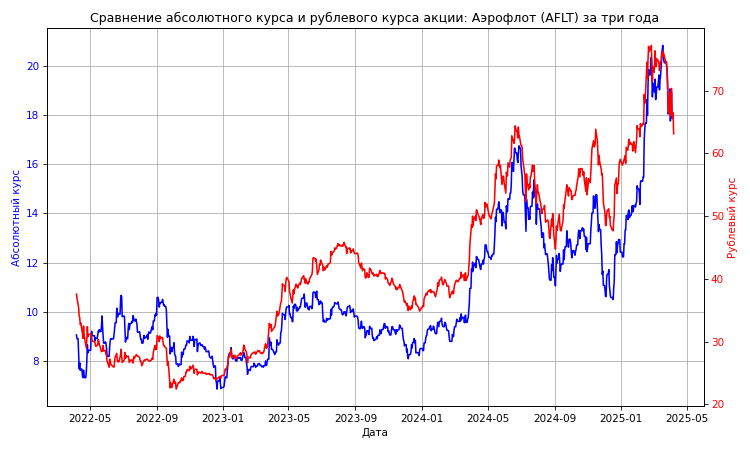 Сравнение абсолютного курса и рублевого курса акции: Аэрофлот (AFLT) за три года
Абсолютный курс
20
18
16
14
12
10
8
70
60
50
40
30
20
Рублевый курс
2022-05 2022-09 2023-01 2023-05 2023-09 2024-01 2024-05 2024-09 2025-01 2025-05
Дата